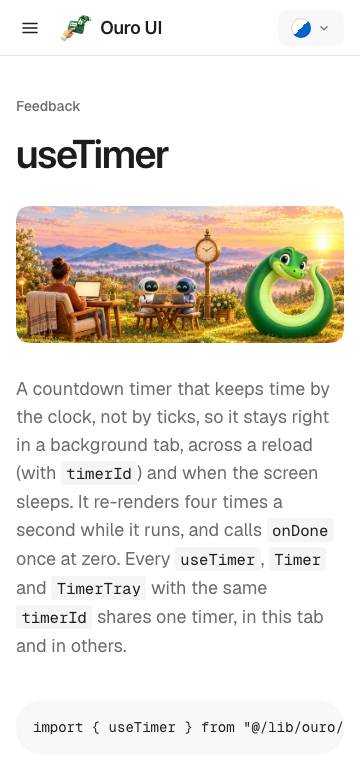 Ouro UI
Feedback
useTimer
A countdown timer that keeps time by
the clock, not by ticks, so it stays right
in a background tab, across a reload
(with timerId) and when the screen
sleeps. It re-renders four times a
second while it runs, and calls onDone
once at zero. Every useTimer, Timer
and TimerTray with the same
timerId shares one timer, in this tab
and in others.
import { useTimer } from "@/lib/ouro/